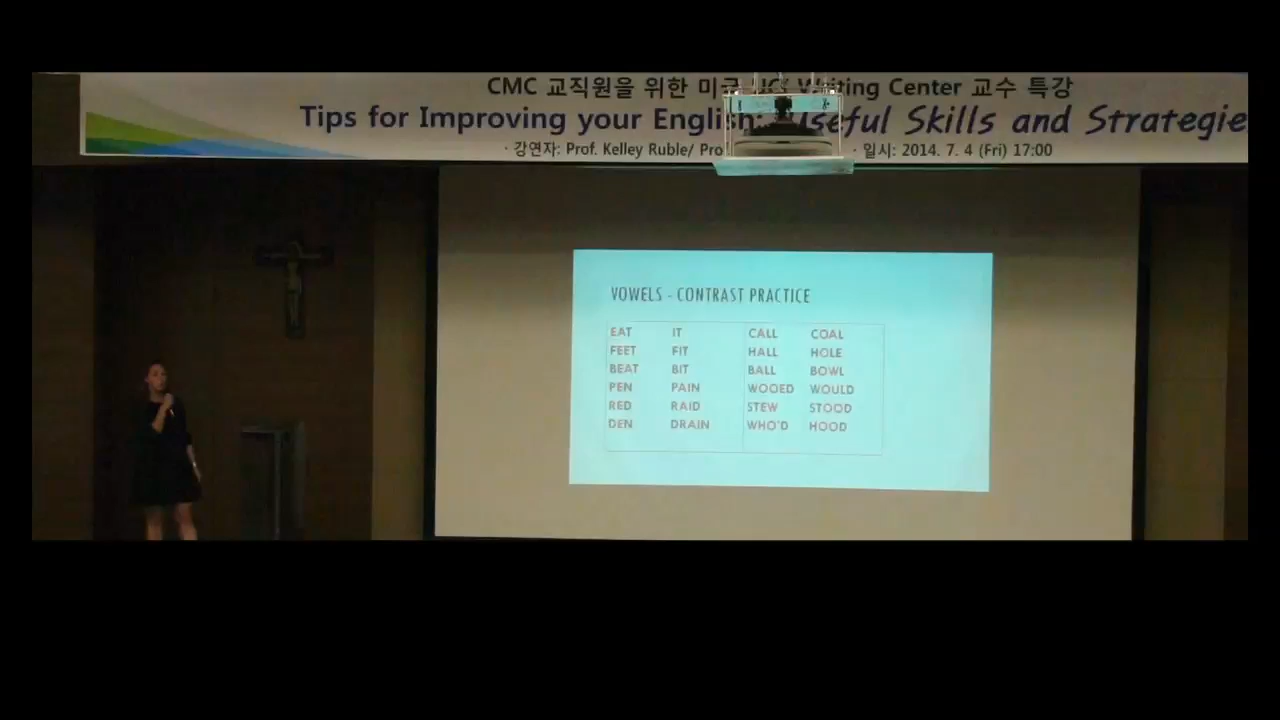 CMC 교직원을 위한 미국 Writing Center 교수 특강
Tips for Improving your English: Useful Skills and Strategie
· 강연자: Prof. Kelley Ruble/ Pro · 일시: 2014. 7. 4 (Fri) 17:00
VOWELS - CONTRAST PRACTICE
EAT IT CALL COAL
FEET FIT HALL HOLE
BEAT BIT BALL BOWL
PEN PAIN WOOED WOULD
RED RAID STEW STOOD
DEN DRAIN WHO'D HOOD